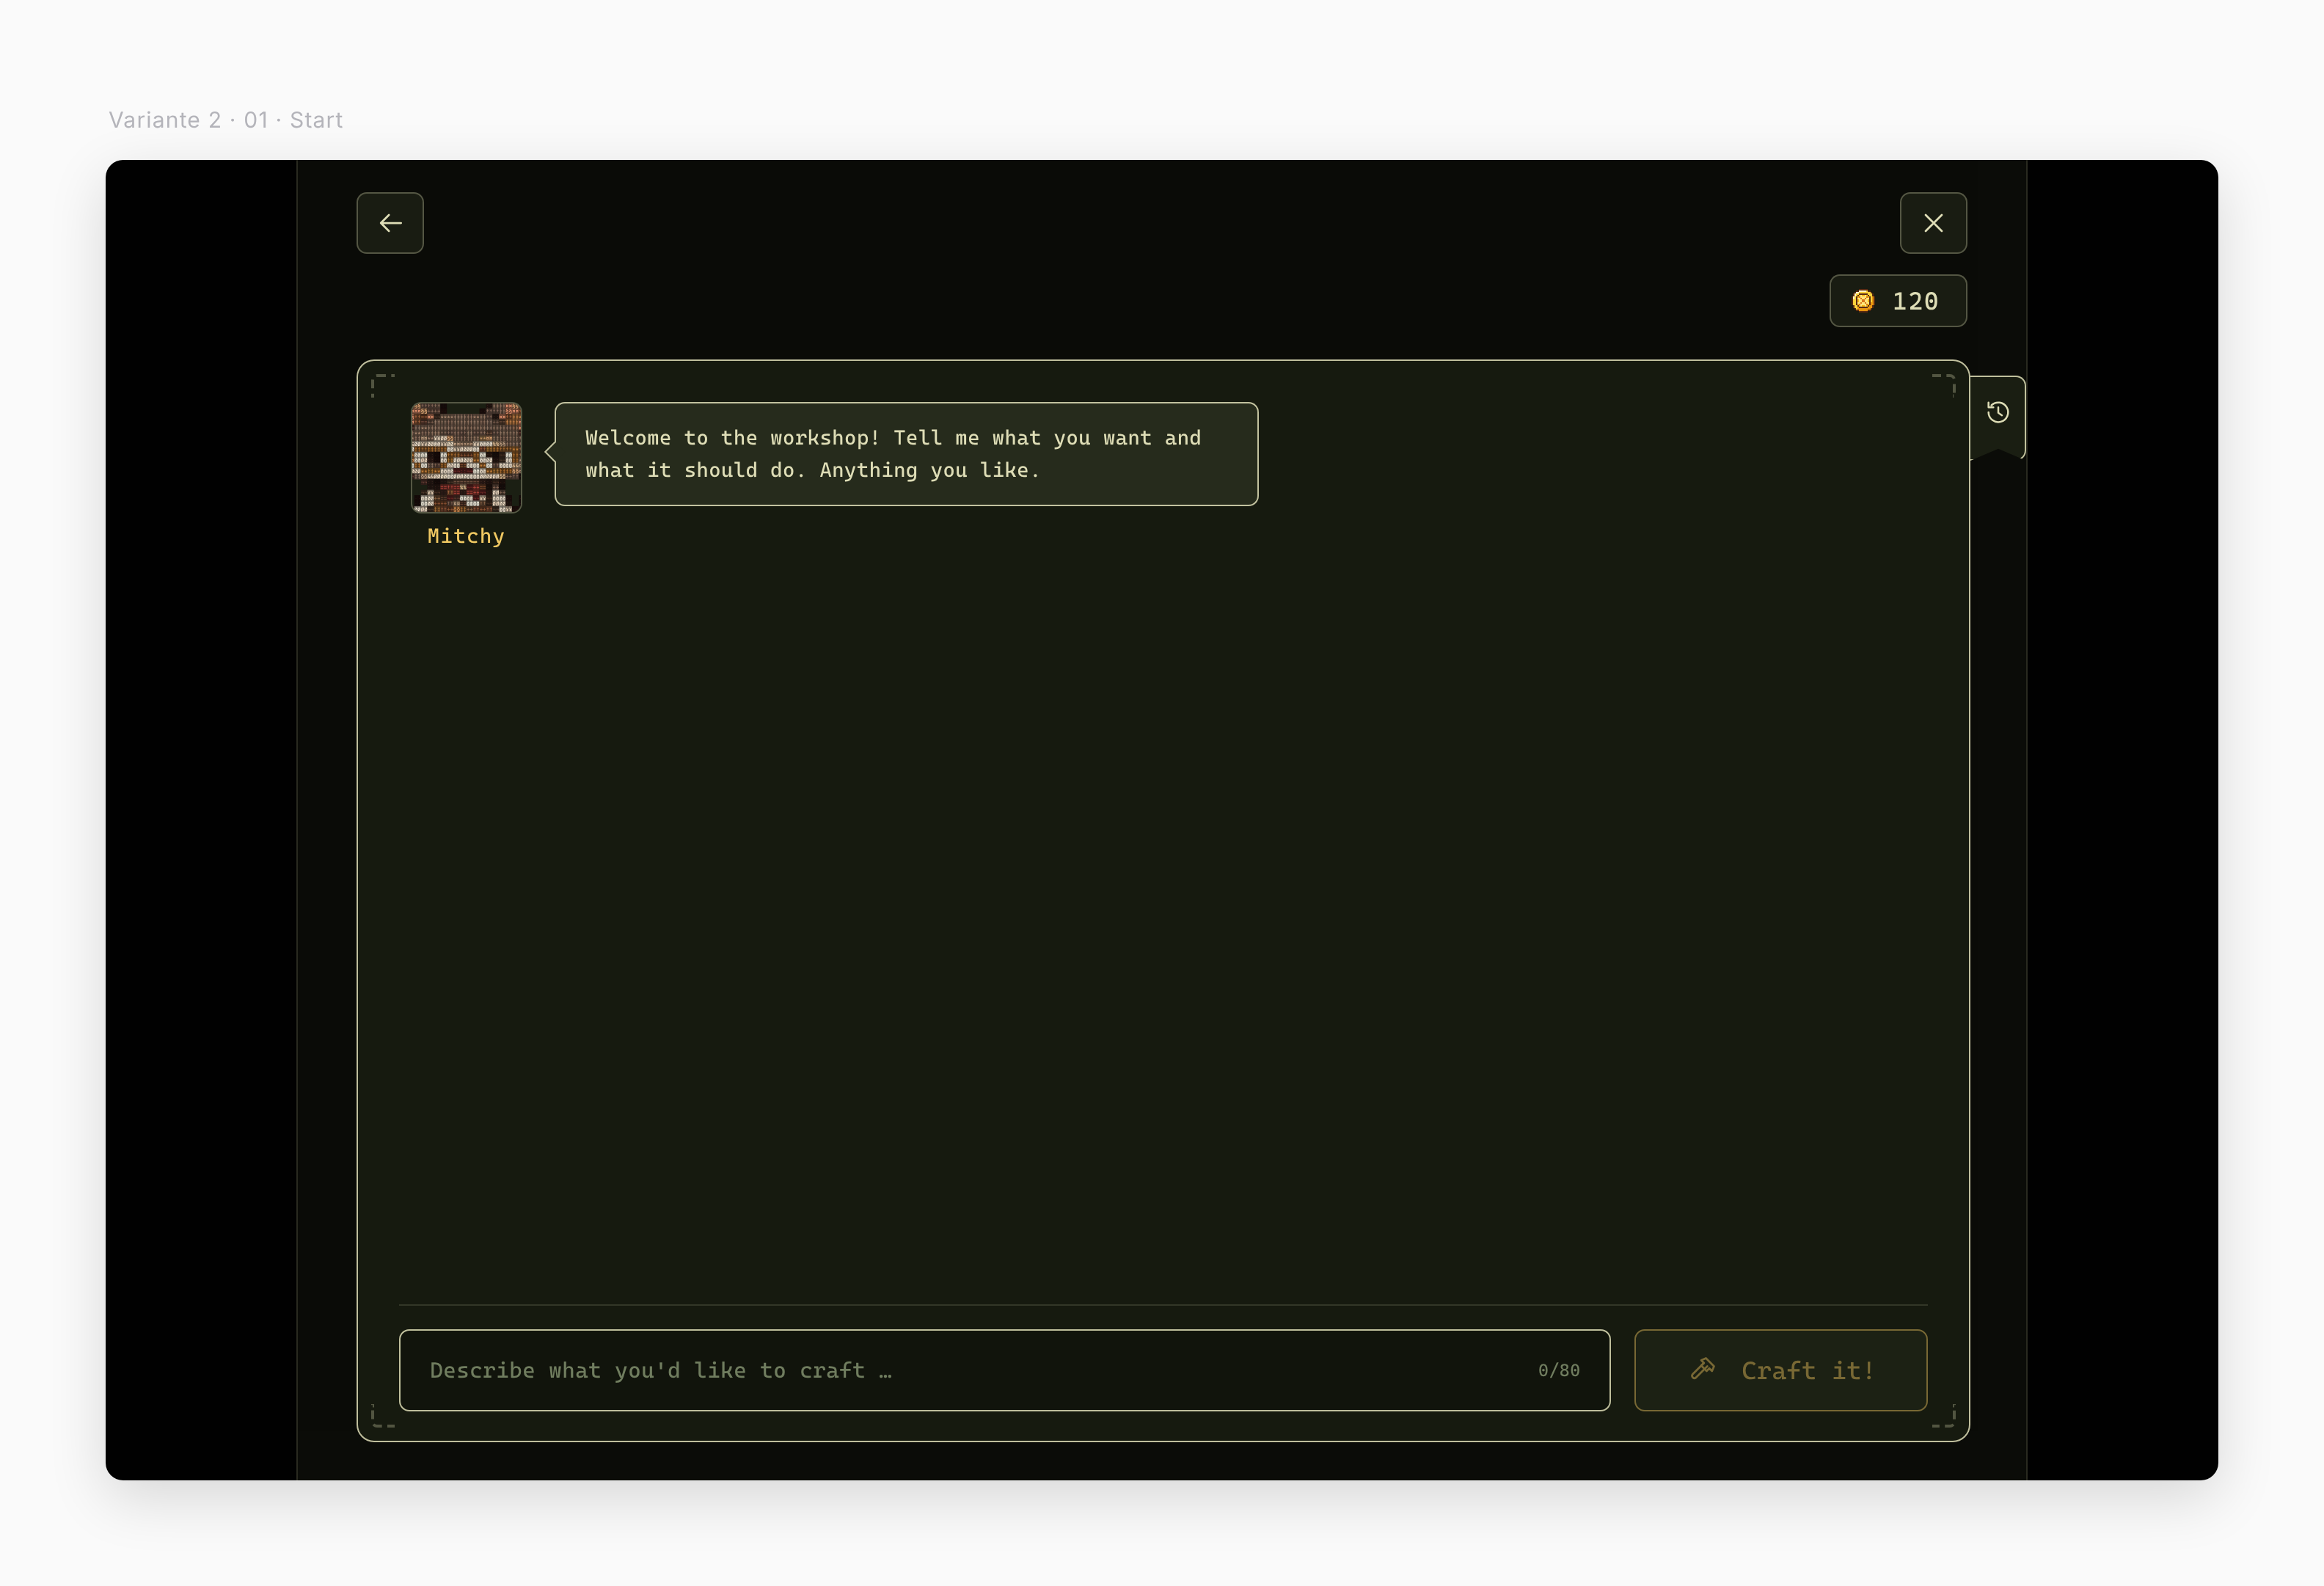 Variante 2 · 01 · Start
120
Welcome to the workshop! Tell me what you want and
what it should do. Anything you like.
Mitchy
Describe what you'd like to craft …
0/80
Craft it!